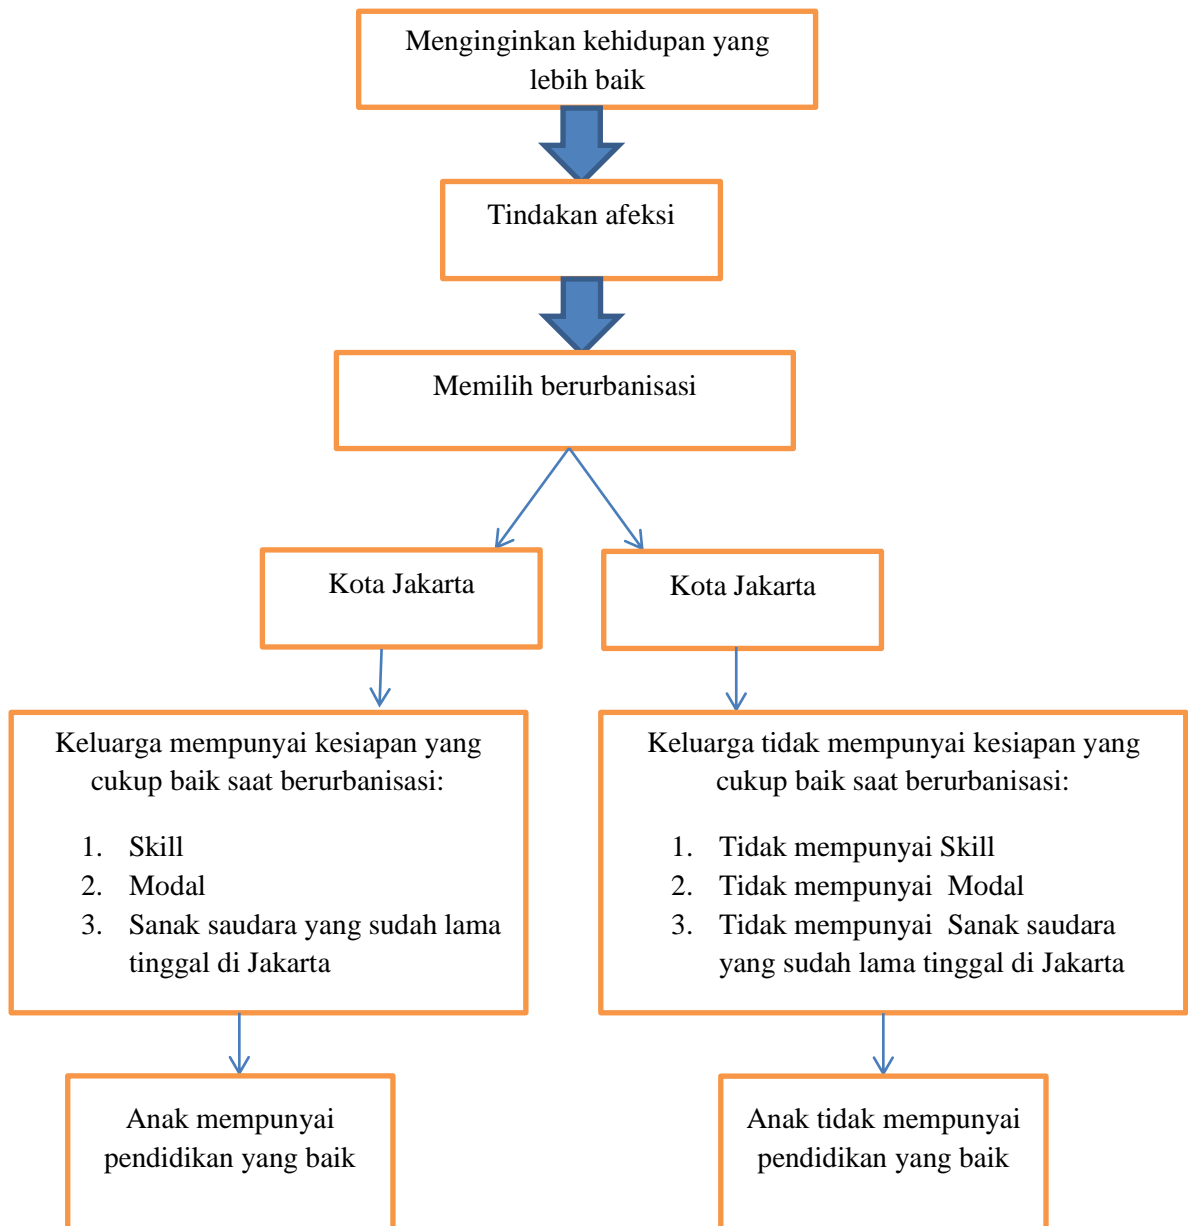 Menginginkan kehidupan yang
lebih baik
Tindakan afeksi
Memilih berurbanisasi
Kota Jakarta
Kota Jakarta
Keluarga mempunyai kesiapan yang
cukup baik saat berurbanisasi:
1. Skill
2. Modal
3. Sanak saudara yang sudah lama
tinggal di Jakarta
Keluarga tidak mempunyai kesiapan yang
cukup baik saat berurbanisasi:
1. Tidak mempunyai Skill
2. Tidak mempunyai  Modal
3. Tidak mempunyai  Sanak saudara
yang sudah lama tinggal di Jakarta
Anak mempunyai
pendidikan yang baik
Anak tidak mempunyai
pendidikan yang baik